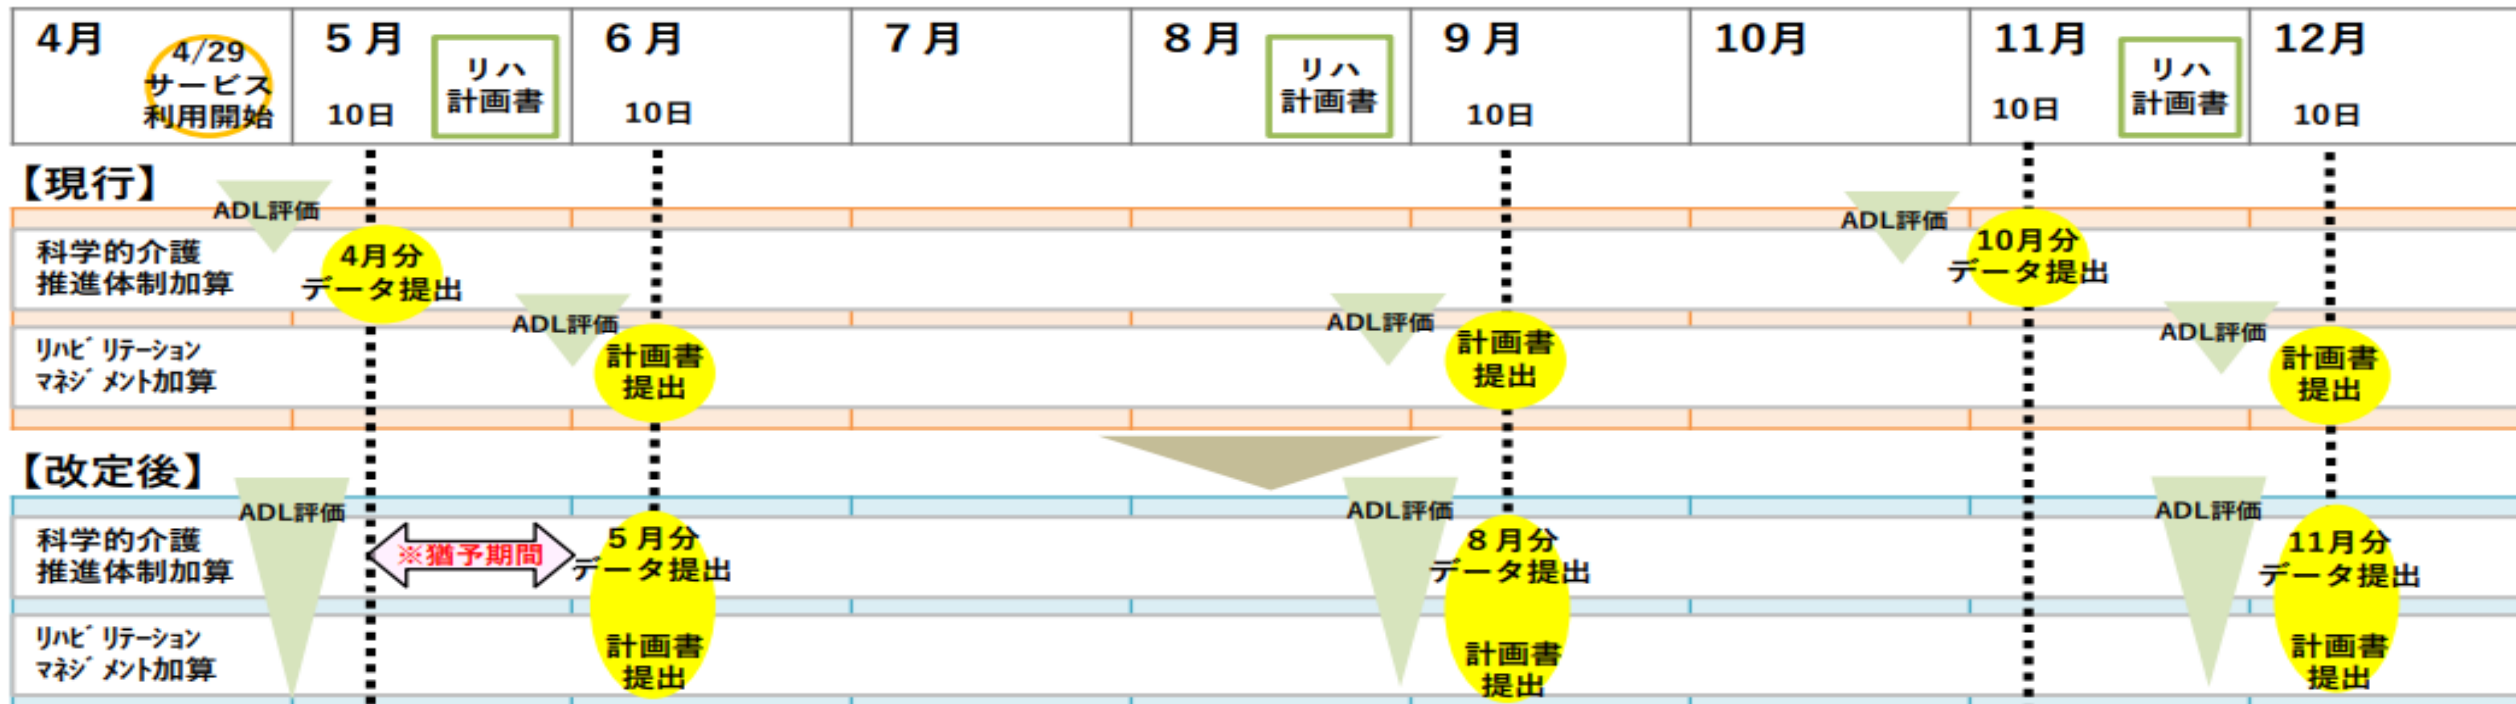 4月
4/29
サービス
利用開始
5月
10日
リハ
計画書
6月
10日
7月
8月
リハ
計画書
9月
10日
10月
11月
10日
リハ
計画書
12月
10日
【現行】
ADL評価
ADL評価
科学的介護
推進体制加算
4月分
データ提出
10月分
データ提出
ADL評価
ADL評価
ADL評価
リハビリテーション
マネジメント加算
計画書
提出
計画書
提出
計画書
提出
【改定後】
ADL評価
ADL評価
ADL評価
科学的介護
推進体制加算
※猶予期間
5月分
データ提出
8月分
データ提出
11月分
データ提出
リハビリテーション
マネジメント加算
計画書
提出
計画書
提出
計画書
提出